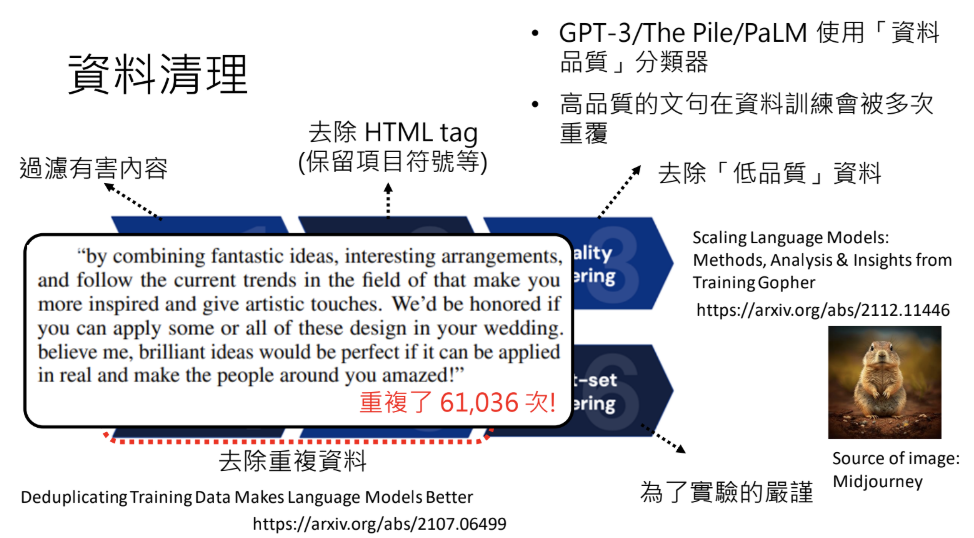 資料清理
• GPT-3/The Pile/PaLM 使用「資料
品質」分類器
• 高品質的文句在資料訓練會被多次
重覆
過濾有害內容
去除 HTML tag
(保留項目符號等)
去除「低品質」資料
3
ality
ering
“by combining fantastic ideas, interesting arrangements,
and follow the current trends in the field of that make you
more inspired and give artistic touches. We’d be honored if
you can apply some or all of these design in your wedding.
believe me, brilliant ideas would be perfect if it can be applied
in real and make the people around you amazed!”
重複了 61,036 次!
Scaling Language Models:
Methods, Analysis & Insights from
Training Gopher
https://arxiv.org/abs/2112.11446
6
t-set
ering
去除重複資料
為了實驗的嚴謹
Source of image:
Midjourney
Deduplicating Training Data Makes Language Models Better
https://arxiv.org/abs/2107.06499